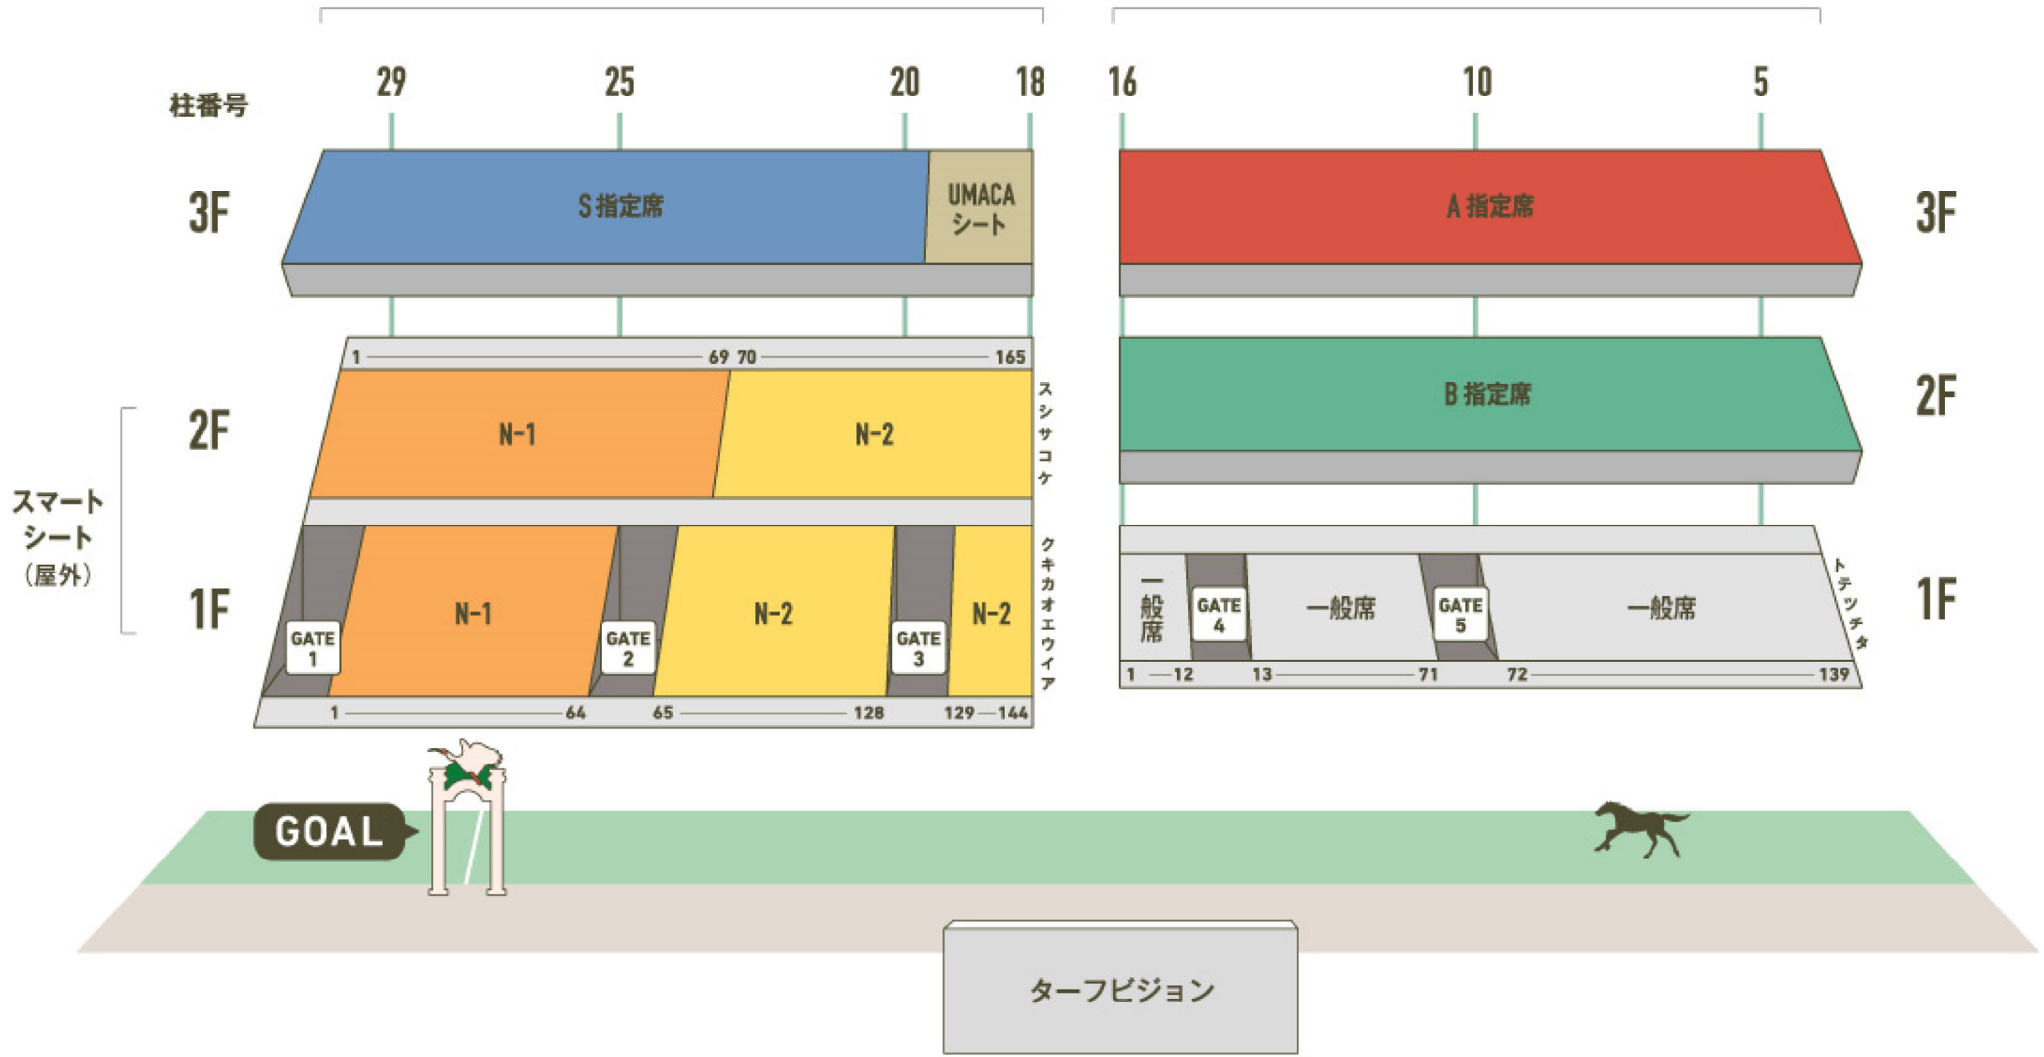 29
25
20
18
16
10
5
柱番号
3F
S指定席
UMACA
シート
A指定席
3F
1
69
70
165
2F
N-1
N-2
ス
シ
サ
コ
ケ
B指定席
2F
スマート
シート
(屋外)
1F
GATE
1
N-1
GATE
2
N-2
GATE
3
N-2
ク
キ
カ
オ
エ
ウ
イ
ア
一般席
GATE
4
一般席
GATE
5
一般席
ト
テ
ツ
チ
タ
1F
1
64
65
128
129
144
1
12
13
71
72
139
GOAL
ターフビジョン